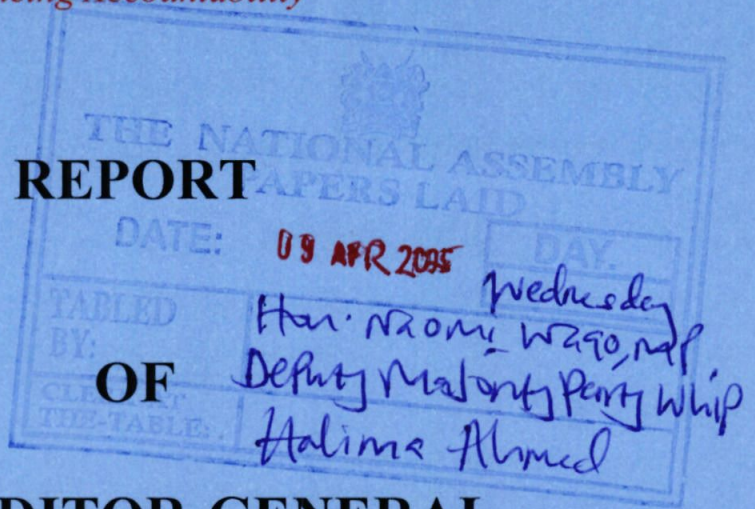 Accountability
THE NATIONAL ASSEMBLY
REPORT
PAPERS LAID
DATE: 09 APR 2025
DAY.
Wednesday
TABLED BY:
Hon. Naomi Waqo, MP.
Deputy Majority Party Whip
OF
CLERK AT THE-TABLE:
Halima Ahmed
GENERAL